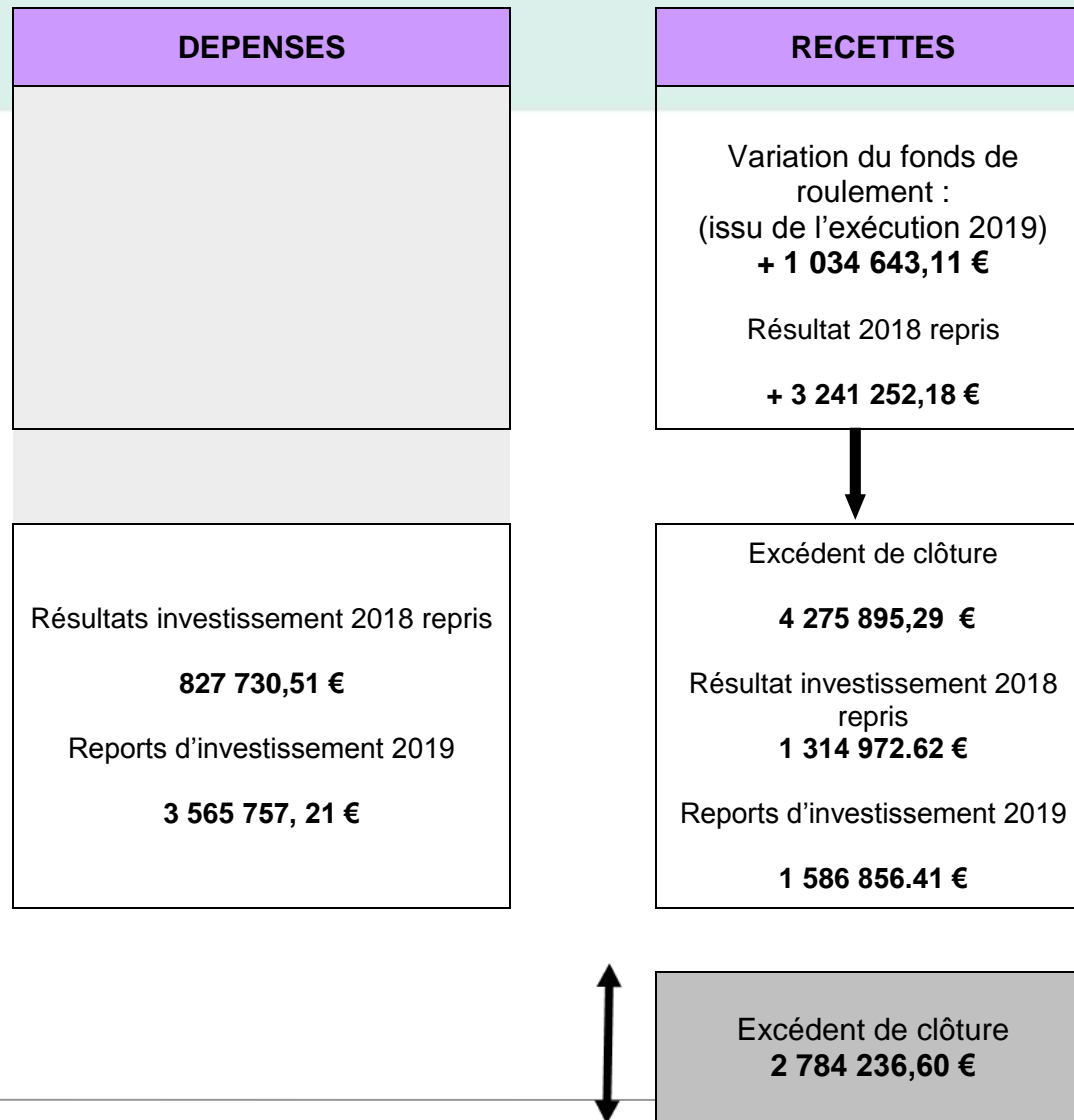 DEPENSES
RECETTES
Variation du fonds de
roulement :
(issu de l’exécution 2019)
+ 1 034 643,11 €
Résultat 2018 repris
+ 3 241 252,18 €
Résultats investissement 2018 repris
827 730,51 €
Reports d’investissement 2019
3 565 757, 21 €
Excédent de clôture
4 275 895,29 €
Résultat investissement 2018
repris
1 314 972.62 €
Reports d’investissement 2019
1 586 856.41 €
Excédent de clôture
2 784 236,60 €